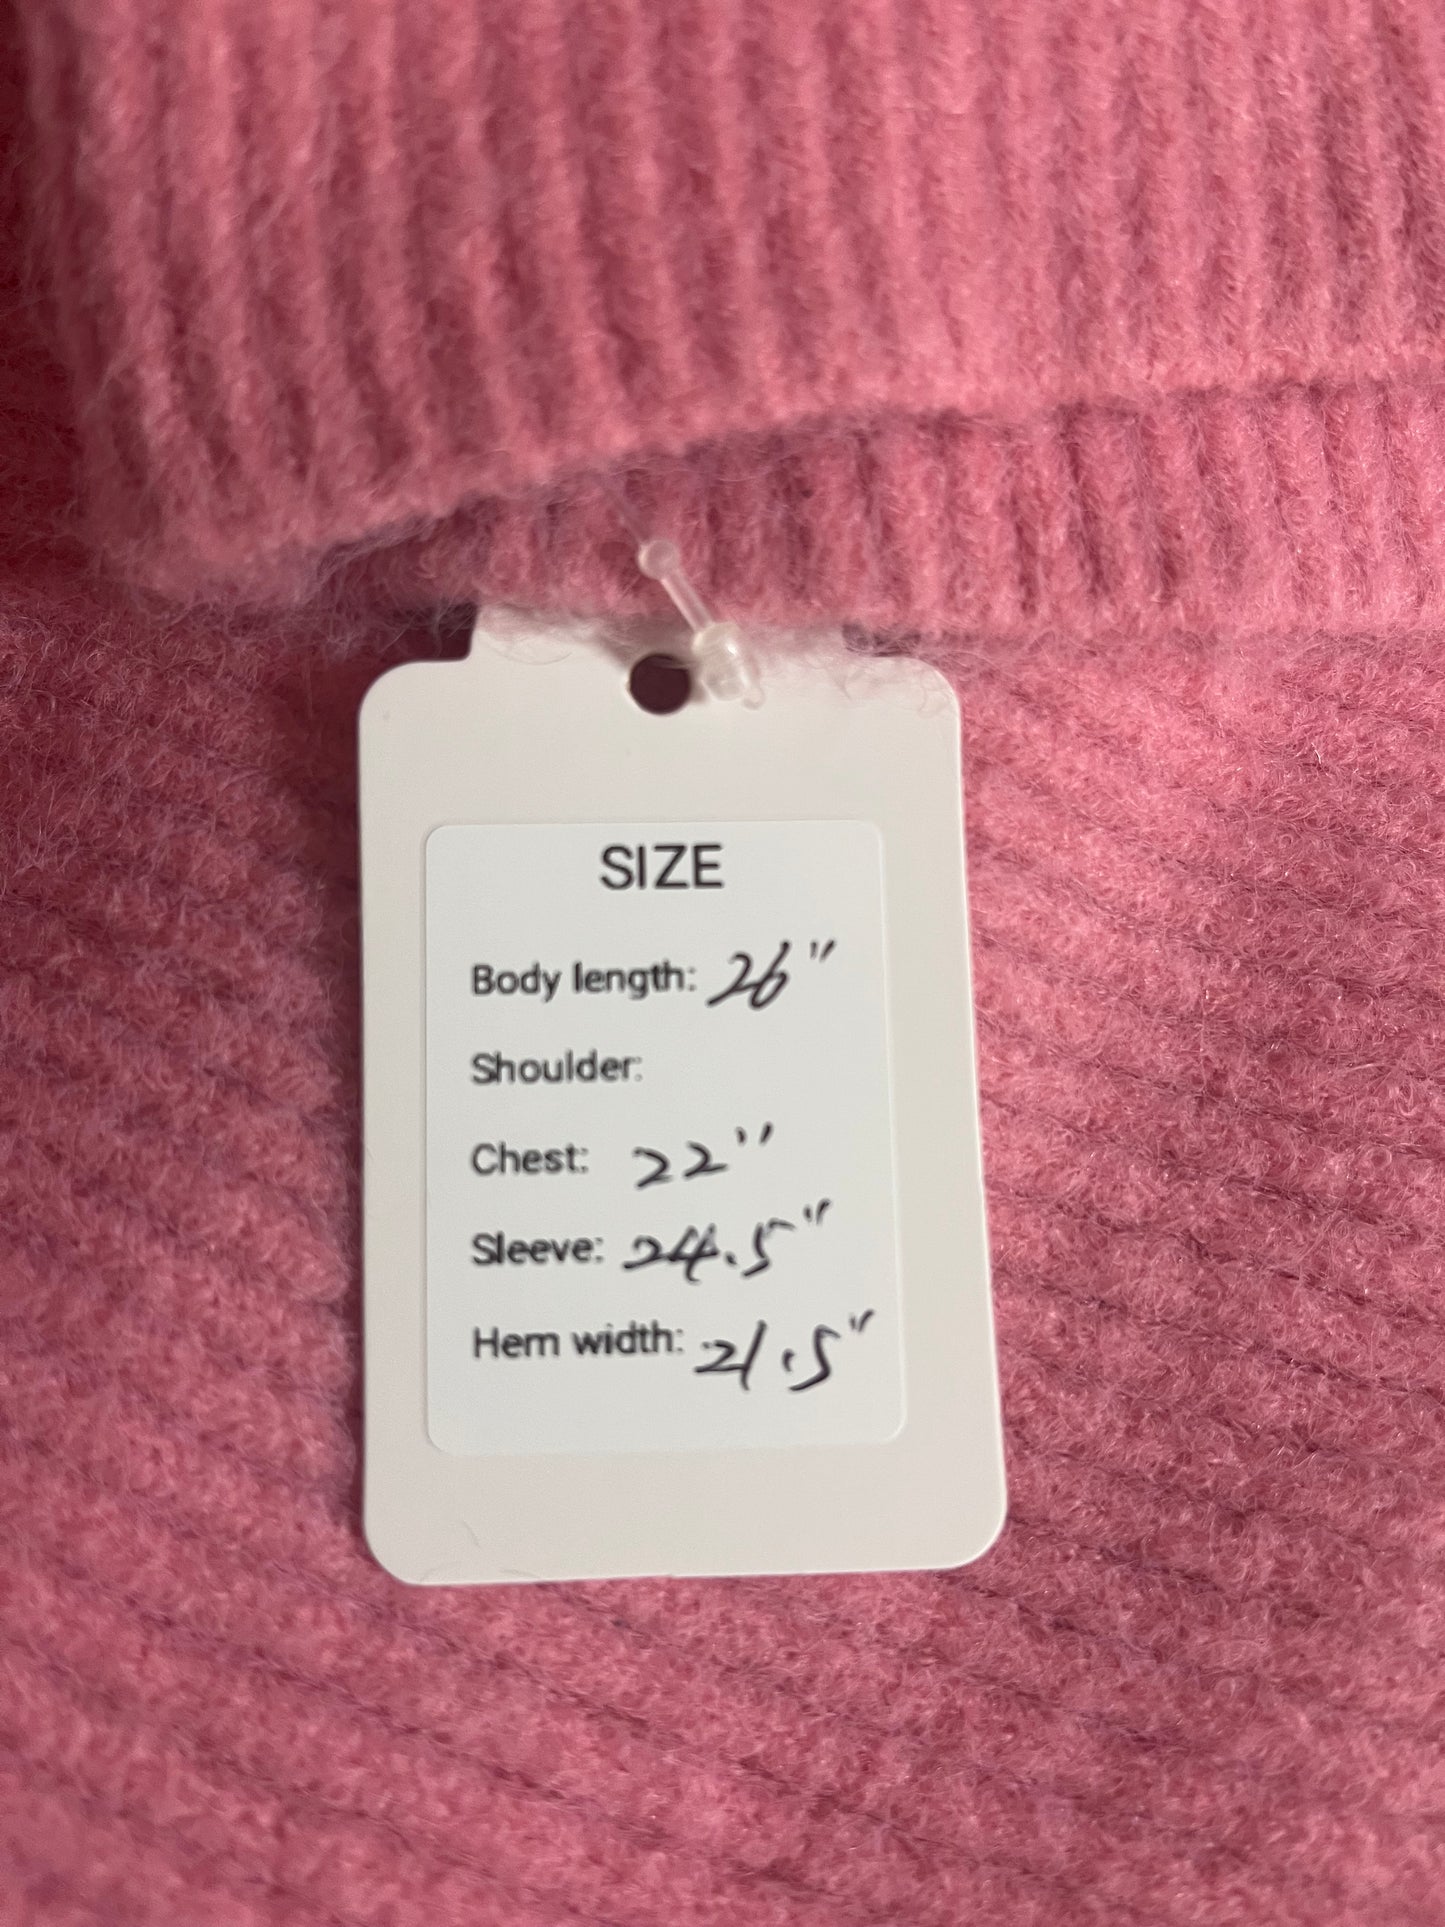 SIZE
Body length: 26"
Shoulder:
Chest: 22"
Sleeve: 24.5"
Hem width: 21.5"